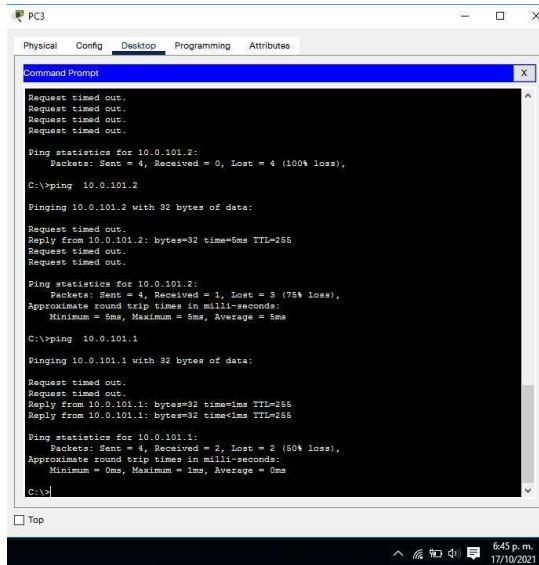 PC3
Physical Config Desktop Programming Attributes
Command Prompt X
Request timed out.
Request timed out.
Request timed out.
Request timed out.
Ping statistics for 10.0.101.2:
Packets: Sent = 4, Received = 0, Lost = 4 (100% loss),
C:\>ping 10.0.101.2
Pinging 10.0.101.2 with 32 bytes of data:
Request timed out.
Reply from 10.0.101.2: bytes=32 time=5ms TTL=255
Request timed out.
Request timed out.
Ping statistics for 10.0.101.2:
Packets: Sent = 4, Received = 1, Lost = 3 (75% loss),
Approximate round trip times in milli-seconds:
Minimum = 5ms, Maximum = 5ms, Average = 5ms
C:\>ping 10.0.101.1
Pinging 10.0.101.1 with 32 bytes of data:
Request timed out.
Request timed out.
Reply from 10.0.101.1: bytes=32 time=1ms TTL=255
Reply from 10.0.101.1: bytes=32 time<1ms TTL=255
Ping statistics for 10.0.101.1:
Packets: Sent = 4, Received = 2, Lost = 2 (50% loss),
Approximate round trip times in milli-seconds:
Minimum = 0ms, Maximum = 1ms, Average = 0ms
C:\>
Top
6:45 p. m.
17/10/2021